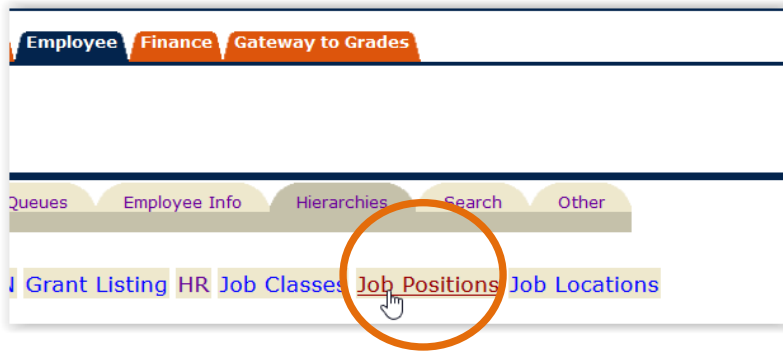 Employee Finance Gateway to Grades
Queues Employee Info Hierarchies Search Other
Grant Listing HR Job Classes Job Positions Job Locations